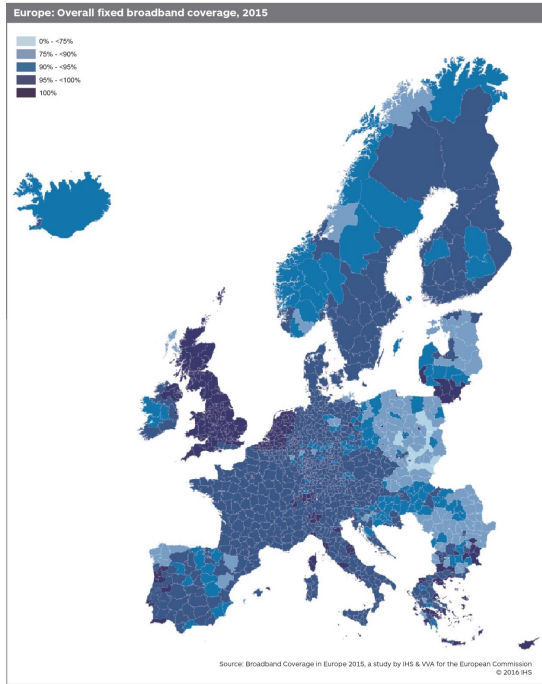 Europe: Overall fixed broadband coverage, 2015
0% - <75%
75% - <90%
90% - <95%
95% - <100%
100%
Source: Broadband Coverage in Europe 2015, a study by IHS & VVA for the European Commission
© 2016 IHS